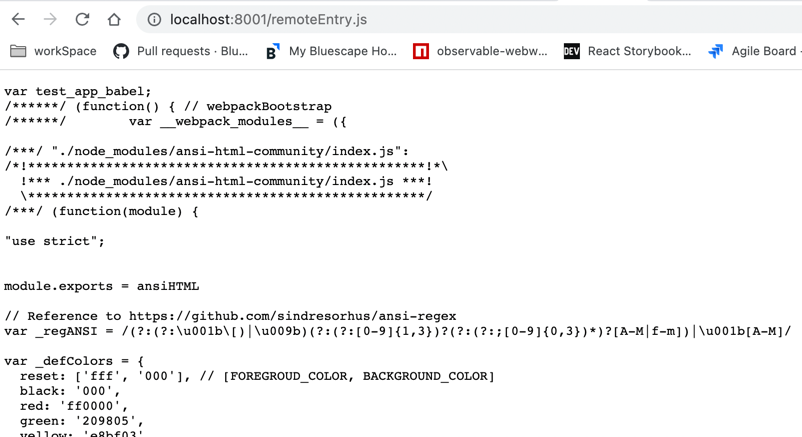 localhost:8001/remoteEntry.js
workSpace Pull requests · Blu... My Bluescape Ho... observable-webw... DEV React Storybook... Agile Board -
var test_app_babel;
/******/ (function() { // webpackBootstrap
/******/ 	var __webpack_modules__ = ({
/***/ "./node_modules/ansi-html-community/index.js":
/*!***************************************************!*\
  !*** ./node_modules/ansi-html-community/index.js ***!
  \***************************************************/
/***/ (function(module) {
"use strict";
module.exports = ansiHTML
// Reference to https://github.com/sindresorhus/ansi-regex
var _regANSI = /(?:(?:\u001b\[)|\u009b)(?:(?:[0-9]{1,3})?(?:(?:;[0-9]{0,3})*)?[A-M|f-m])|\u001b[A-M]/
var _defColors = {
  reset: ['fff', '000'], // [FOREGROUD_COLOR, BACKGROUND_COLOR]
  black: '000',
  red: 'ff0000',
  green: '209805',
  yellow: 'e8bf03'